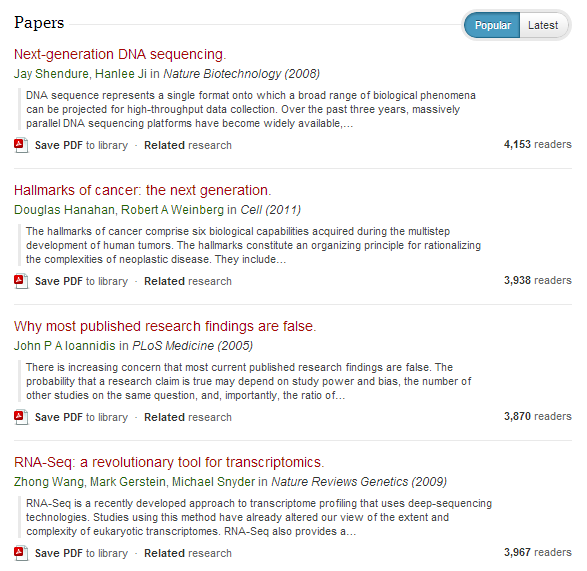 Papers
Popular Latest
Next-generation DNA sequencing.
Jay Shendure, Hanlee Ji in Nature Biotechnology (2008)
DNA sequence represents a single format onto which a broad range of biological phenomena
can be projected for high-throughput data collection. Over the past three years, massively
parallel DNA sequencing platforms have become widely available,…
Save PDF to library · Related research 4,153 readers
Hallmarks of cancer: the next generation.
Douglas Hanahan, Robert A Weinberg in Cell (2011)
The hallmarks of cancer comprise six biological capabilities acquired during the multistep
development of human tumors. The hallmarks constitute an organizing principle for rationalizing
the complexities of neoplastic disease. They include…
Save PDF to library · Related research 3,938 readers
Why most published research findings are false.
John P A Ioannidis in PLoS Medicine (2005)
There is increasing concern that most current published research findings are false. The
probability that a research claim is true may depend on study power and bias, the number of
other studies on the same question, and, importantly, the ratio of…
Save PDF to library · Related research 3,870 readers
RNA-Seq: a revolutionary tool for transcriptomics.
Zhong Wang, Mark Gerstein, Michael Snyder in Nature Reviews Genetics (2009)
RNA-Seq is a recently developed approach to transcriptome profiling that uses deep-sequencing
technologies. Studies using this method have already altered our view of the extent and
complexity of eukaryotic transcriptomes. RNA-Seq also provides a…
Save PDF to library · Related research 3,967 readers